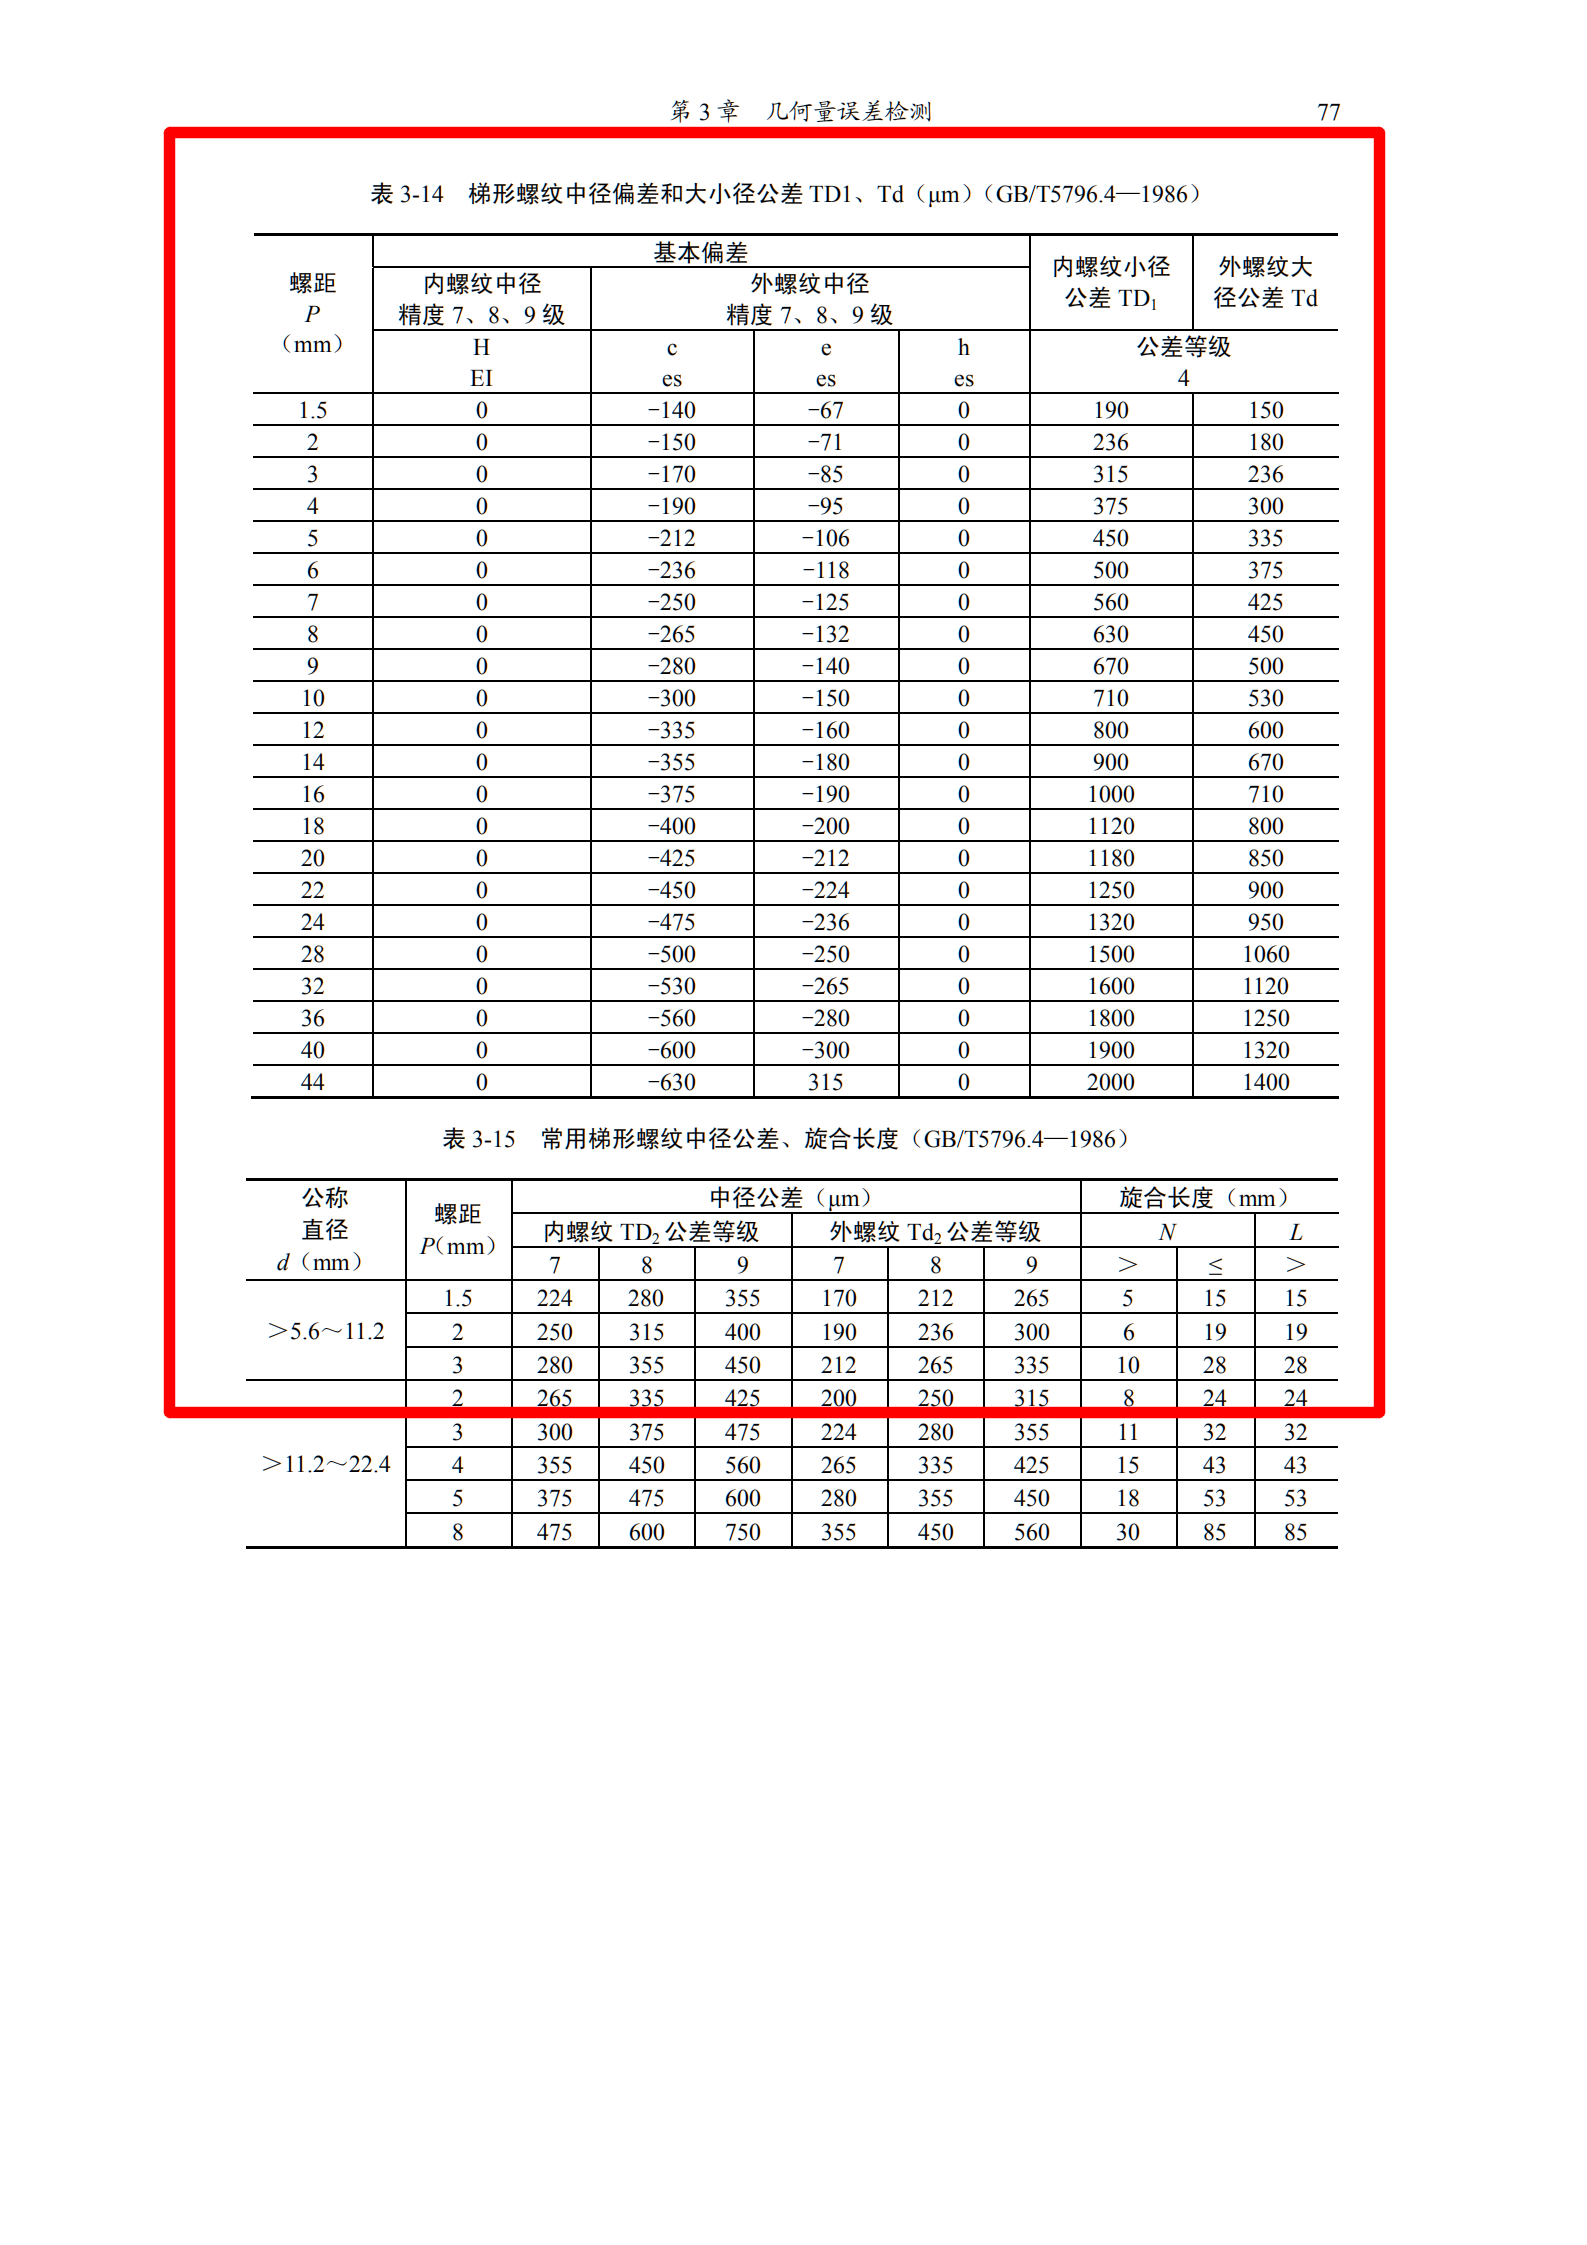 第 3 章 几何量误差检测 77
表 3-14 梯形螺纹中径偏差和大小径公差 TD1、Td（μm）（GB/T5796.4—1986）
螺距 P （mm） 基本偏差 内螺纹小径公差 TD₁ 外螺纹大径公差 Td
内螺纹中径 精度 7、8、9 级 外螺纹中径 精度 7、8、9 级
H c e h 公差等级
EI es es es 4
1.5 0 −140 −67 0 190 150
2 0 −150 −71 0 236 180
3 0 −170 −85 0 315 236
4 0 −190 −95 0 375 300
5 0 −212 −106 0 450 335
6 0 −236 −118 0 500 375
7 0 −250 −125 0 560 425
8 0 −265 −132 0 630 450
9 0 −280 −140 0 670 500
10 0 −300 −150 0 710 530
12 0 −335 −160 0 800 600
14 0 −355 −180 0 900 670
16 0 −375 −190 0 1000 710
18 0 −400 −200 0 1120 800
20 0 −425 −212 0 1180 850
22 0 −450 −224 0 1250 900
24 0 −475 −236 0 1320 950
28 0 −500 −250 0 1500 1060
32 0 −530 −265 0 1600 1120
36 0 −560 −280 0 1800 1250
40 0 −600 −300 0 1900 1320
44 0 −630 315 0 2000 1400
表 3-15 常用梯形螺纹中径公差、旋合长度（GB/T5796.4—1986）
公称直径 d（mm） 螺距 P（mm） 中径公差（μm） 旋合长度（mm）
内螺纹 TD₂ 公差等级 外螺纹 Td₂ 公差等级 N L
7 8 9 7 8 9 ＞ ≤ ＞
＞5.6～11.2 1.5 224 280 355 170 212 265 5 15 15
2 250 315 400 190 236 300 6 19 19
3 280 355 450 212 265 335 10 28 28
＞11.2～22.4 2 265 335 425 200 250 315 8 24 24
3 300 375 475 224 280 355 11 32 32
4 355 450 560 265 335 425 15 43 43
5 375 475 600 280 355 450 18 53 53
8 475 600 750 355 450 560 30 85 85